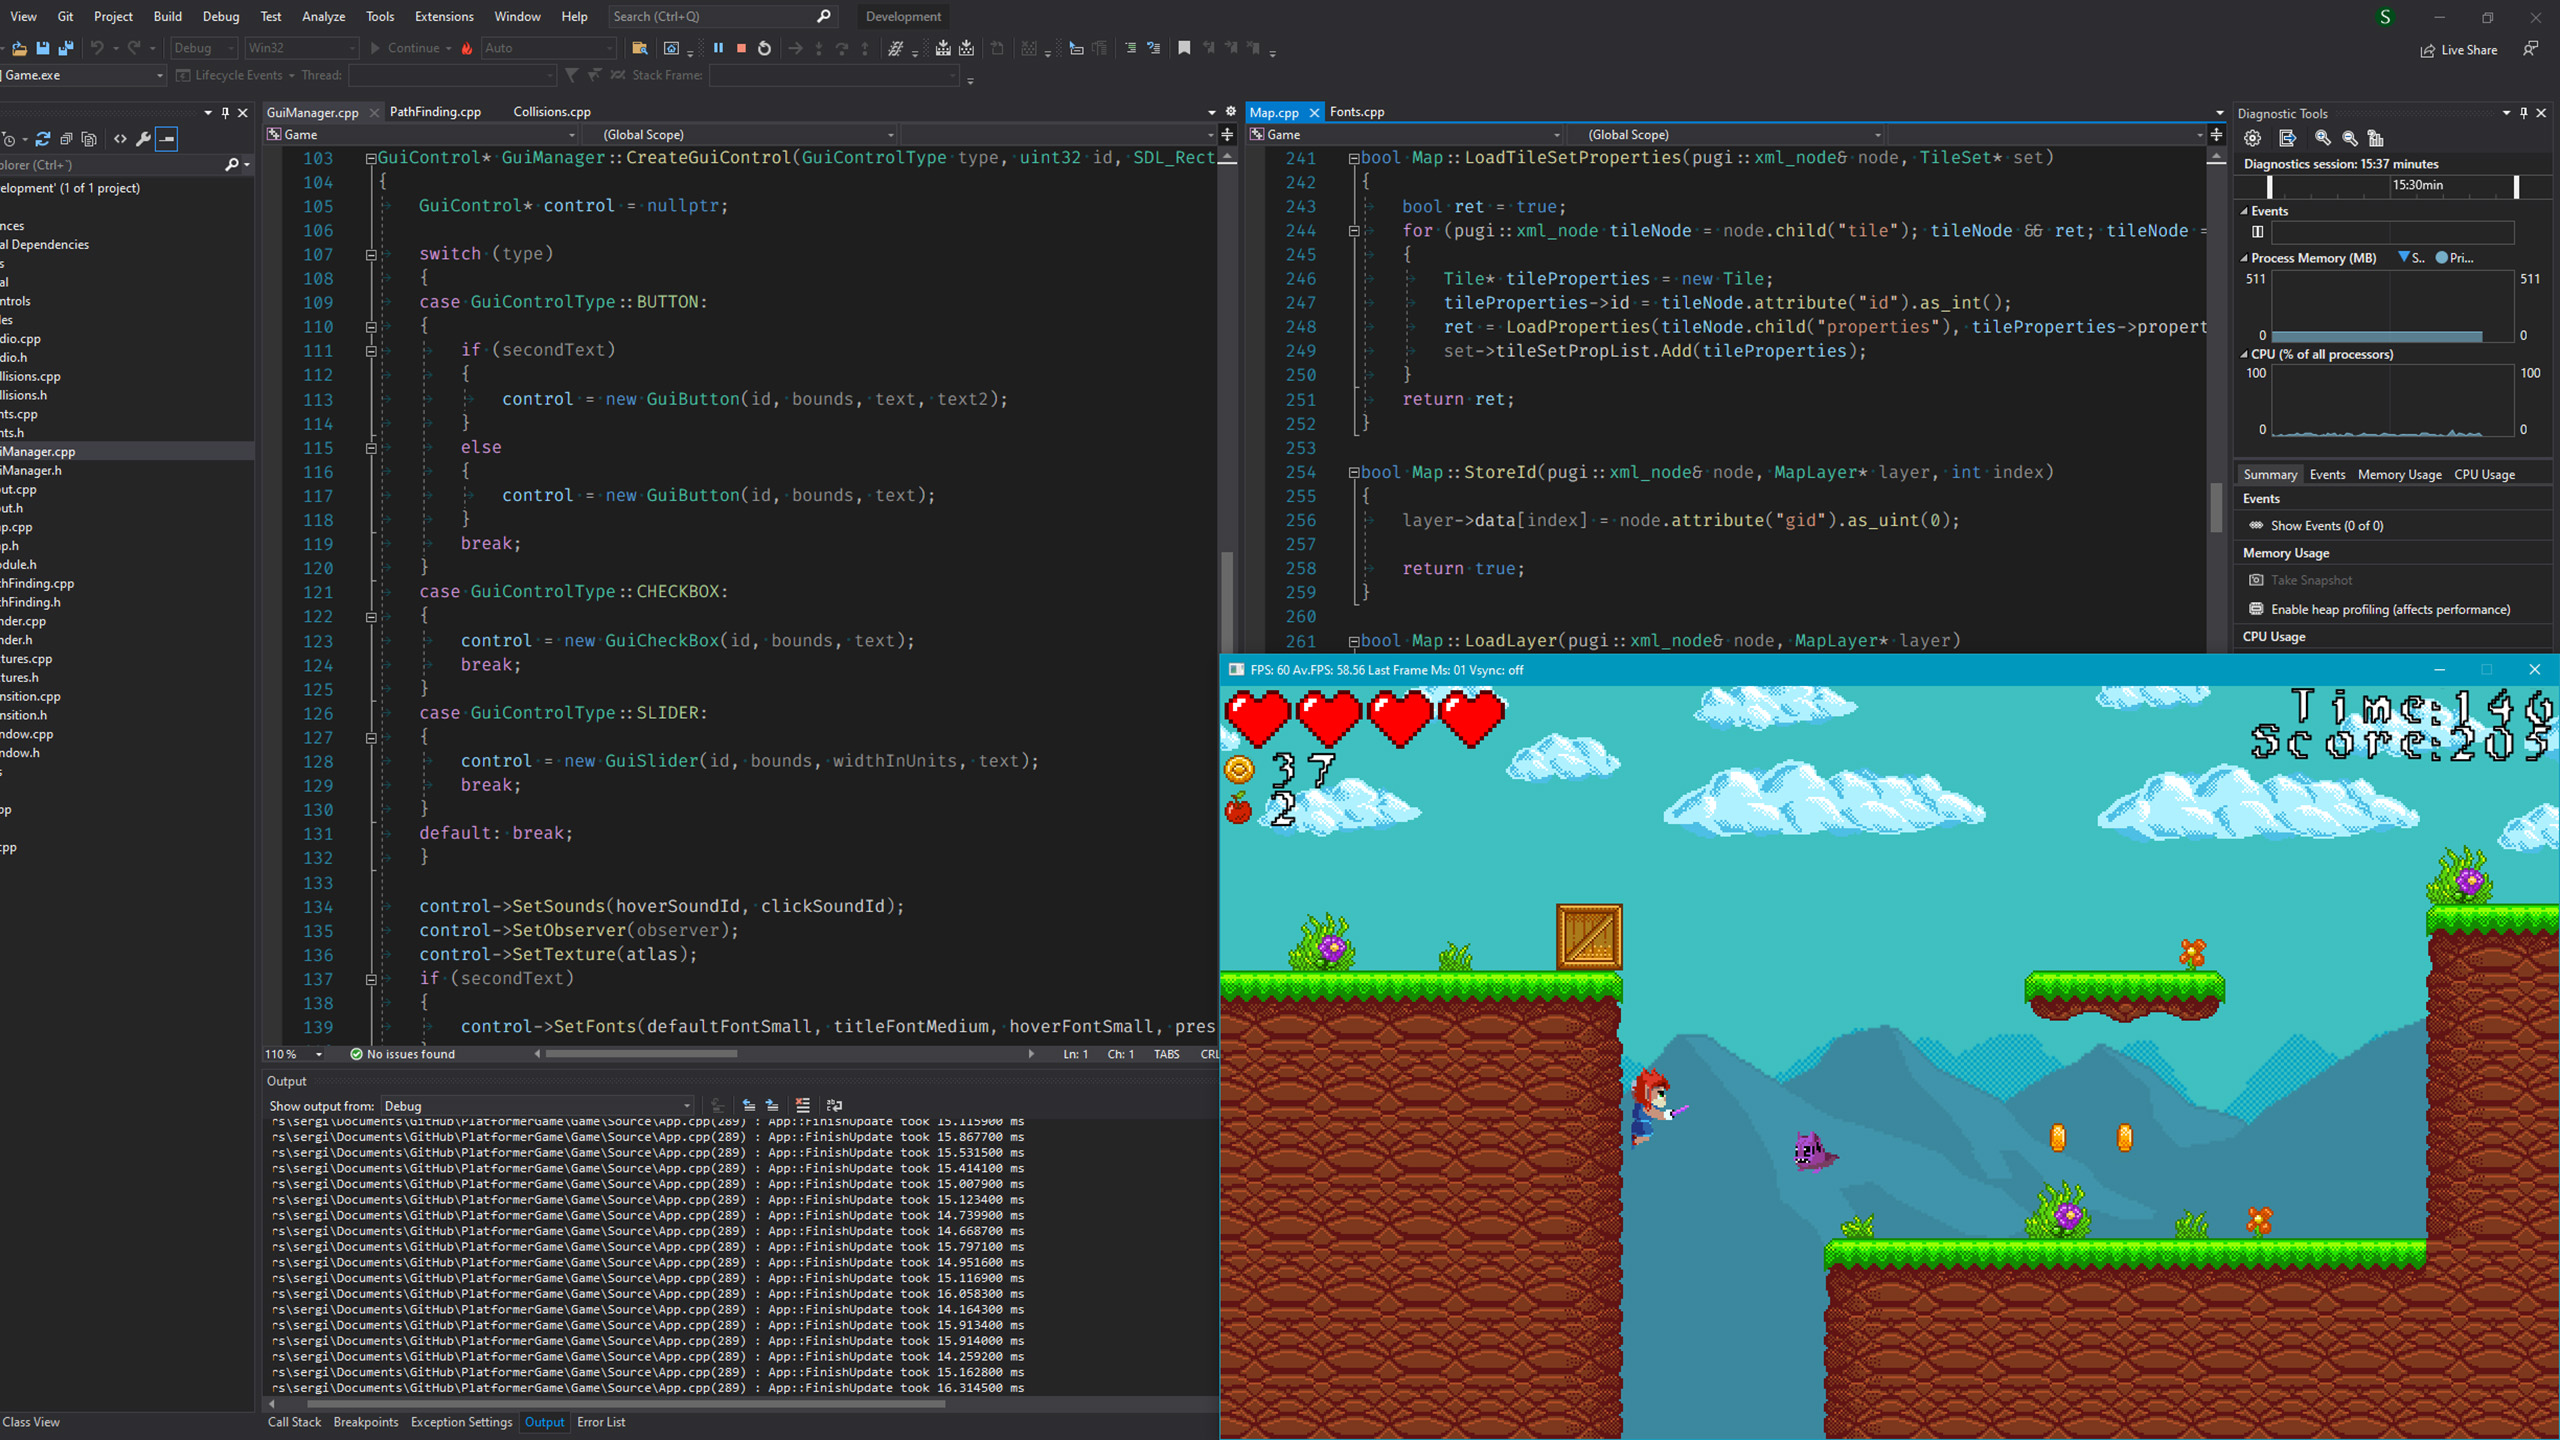 View Git Project Build Debug Test Analyze Tools Extensions Window Help Search (Ctrl+Q) Development S
Debug Win32 Continue Auto Live Share
Game.exe Lifecycle Events Thread: Stack Frame:
GuiManager.cpp PathFinding.cpp Collisions.cpp
Game (Global Scope)
plorer (Ctrl+¨)
elopment' (1 of 1 project)
nces
al Dependencies
s
al
ntrols
les
dio.cpp
dio.h
llisions.cpp
llisions.h
nts.cpp
nts.h
iManager.cpp
iManager.h
out.cpp
out.h
ap.cpp
ap.h
odule.h
thFinding.cpp
thFinding.h
nder.cpp
nder.h
xtures.cpp
xtures.h
ansition.cpp
ansition.h
ndow.cpp
ndow.h
s
pp
cpp
Class View
103 GuiControl* GuiManager::CreateGuiControl(GuiControlType type, uint32 id, SDL_Rect
104 {
105 GuiControl* control = nullptr;
106
107 switch (type)
108 {
109 case GuiControlType::BUTTON:
110 {
111 if (secondText)
112 {
113 control = new GuiButton(id, bounds, text, text2);
114 }
115 else
116 {
117 control = new GuiButton(id, bounds, text);
118 }
119 break;
120 }
121 case GuiControlType::CHECKBOX:
122 {
123 control = new GuiCheckBox(id, bounds, text);
124 break;
125 }
126 case GuiControlType::SLIDER:
127 {
128 control = new GuiSlider(id, bounds, widthInUnits, text);
129 break;
130 }
131 default: break;
132 }
133
134 control->SetSounds(hoverSoundId, clickSoundId);
135 control->SetObserver(observer);
136 control->SetTexture(atlas);
137 if (secondText)
138 {
139 control->SetFonts(defaultFontSmall, titleFontMedium, hoverFontSmall, pres
110 % No issues found Ln: 1 Ch: 1 TABS CRL
Output
Show output from: Debug
rs\sergi\Documents\GitHub\PlatformerGame\Game\Source\App.cpp(289) : App::FinishUpdate took 15.115900 ms
rs\sergi\Documents\GitHub\PlatformerGame\Game\Source\App.cpp(289) : App::FinishUpdate took 15.867700 ms
rs\sergi\Documents\GitHub\PlatformerGame\Game\Source\App.cpp(289) : App::FinishUpdate took 15.531500 ms
rs\sergi\Documents\GitHub\PlatformerGame\Game\Source\App.cpp(289) : App::FinishUpdate took 15.414100 ms
rs\sergi\Documents\GitHub\PlatformerGame\Game\Source\App.cpp(289) : App::FinishUpdate took 15.007900 ms
rs\sergi\Documents\GitHub\PlatformerGame\Game\Source\App.cpp(289) : App::FinishUpdate took 15.123400 ms
rs\sergi\Documents\GitHub\PlatformerGame\Game\Source\App.cpp(289) : App::FinishUpdate took 14.739900 ms
rs\sergi\Documents\GitHub\PlatformerGame\Game\Source\App.cpp(289) : App::FinishUpdate took 14.668700 ms
rs\sergi\Documents\GitHub\PlatformerGame\Game\Source\App.cpp(289) : App::FinishUpdate took 15.797100 ms
rs\sergi\Documents\GitHub\PlatformerGame\Game\Source\App.cpp(289) : App::FinishUpdate took 14.951600 ms
rs\sergi\Documents\GitHub\PlatformerGame\Game\Source\App.cpp(289) : App::FinishUpdate took 15.116900 ms
rs\sergi\Documents\GitHub\PlatformerGame\Game\Source\App.cpp(289) : App::FinishUpdate took 16.058300 ms
rs\sergi\Documents\GitHub\PlatformerGame\Game\Source\App.cpp(289) : App::FinishUpdate took 14.164300 ms
rs\sergi\Documents\GitHub\PlatformerGame\Game\Source\App.cpp(289) : App::FinishUpdate took 15.913400 ms
rs\sergi\Documents\GitHub\PlatformerGame\Game\Source\App.cpp(289) : App::FinishUpdate took 15.914000 ms
rs\sergi\Documents\GitHub\PlatformerGame\Game\Source\App.cpp(289) : App::FinishUpdate took 14.259200 ms
rs\sergi\Documents\GitHub\PlatformerGame\Game\Source\App.cpp(289) : App::FinishUpdate took 15.162800 ms
rs\sergi\Documents\GitHub\PlatformerGame\Game\Source\App.cpp(289) : App::FinishUpdate took 16.314500 ms
Call Stack Breakpoints Exception Settings Output Error List
Map.cpp Fonts.cpp
Game (Global Scope)
241 bool Map::LoadTileSetProperties(pugi::xml_node& node, TileSet* set)
242 {
243 bool ret = true;
244 for (pugi::xml_node tileNode = node.child("tile"); tileNode && ret; tileNode =
245 {
246 Tile* tileProperties = new Tile;
247 tileProperties->id = tileNode.attribute("id").as_int();
248 ret = LoadProperties(tileNode.child("properties"), tileProperties->propert
249 set->tileSetPropList.Add(tileProperties);
250 }
251 return ret;
252 }
253
254 bool Map::StoreId(pugi::xml_node& node, MapLayer* layer, int index)
255 {
256 layer->data[index] = node.attribute("gid").as_uint(0);
257
258 return true;
259 }
260
261 bool Map::LoadLayer(pugi::xml_node& node, MapLayer* layer)
Diagnostic Tools
Diagnostics session: 15:37 minutes
15:30min
Events
Process Memory (MB) S.. Pri...
511 511
0 0
CPU (% of all processors)
100 100
0 0
Summary Events Memory Usage CPU Usage
Events
Show Events (0 of 0)
Memory Usage
Take Snapshot
Enable heap profiling (affects performance)
CPU Usage
FPS: 60 Av.FPS: 58.56 Last Frame Ms: 01 Vsync: off
Time:146
Score:205
37
2